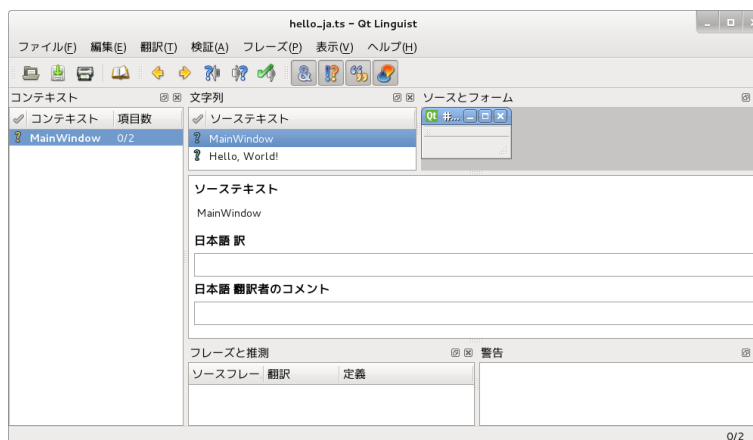 hello_ja.ts - Qt Linguist
ファイル(F) 編集(E) 翻訳(T) 検証(A) フレーズ(P) 表示(V) ヘルプ(H)
コンテキスト
コンテキスト 項目数
MainWindow 0/2
文字列
ソーステキスト
MainWindow
Hello, World!
ソースとフォーム
Qt #...
ソーステキスト
MainWindow
日本語 訳
日本語 翻訳者のコメント
フレーズと推測
ソースフレー 翻訳 定義
警告
0/2